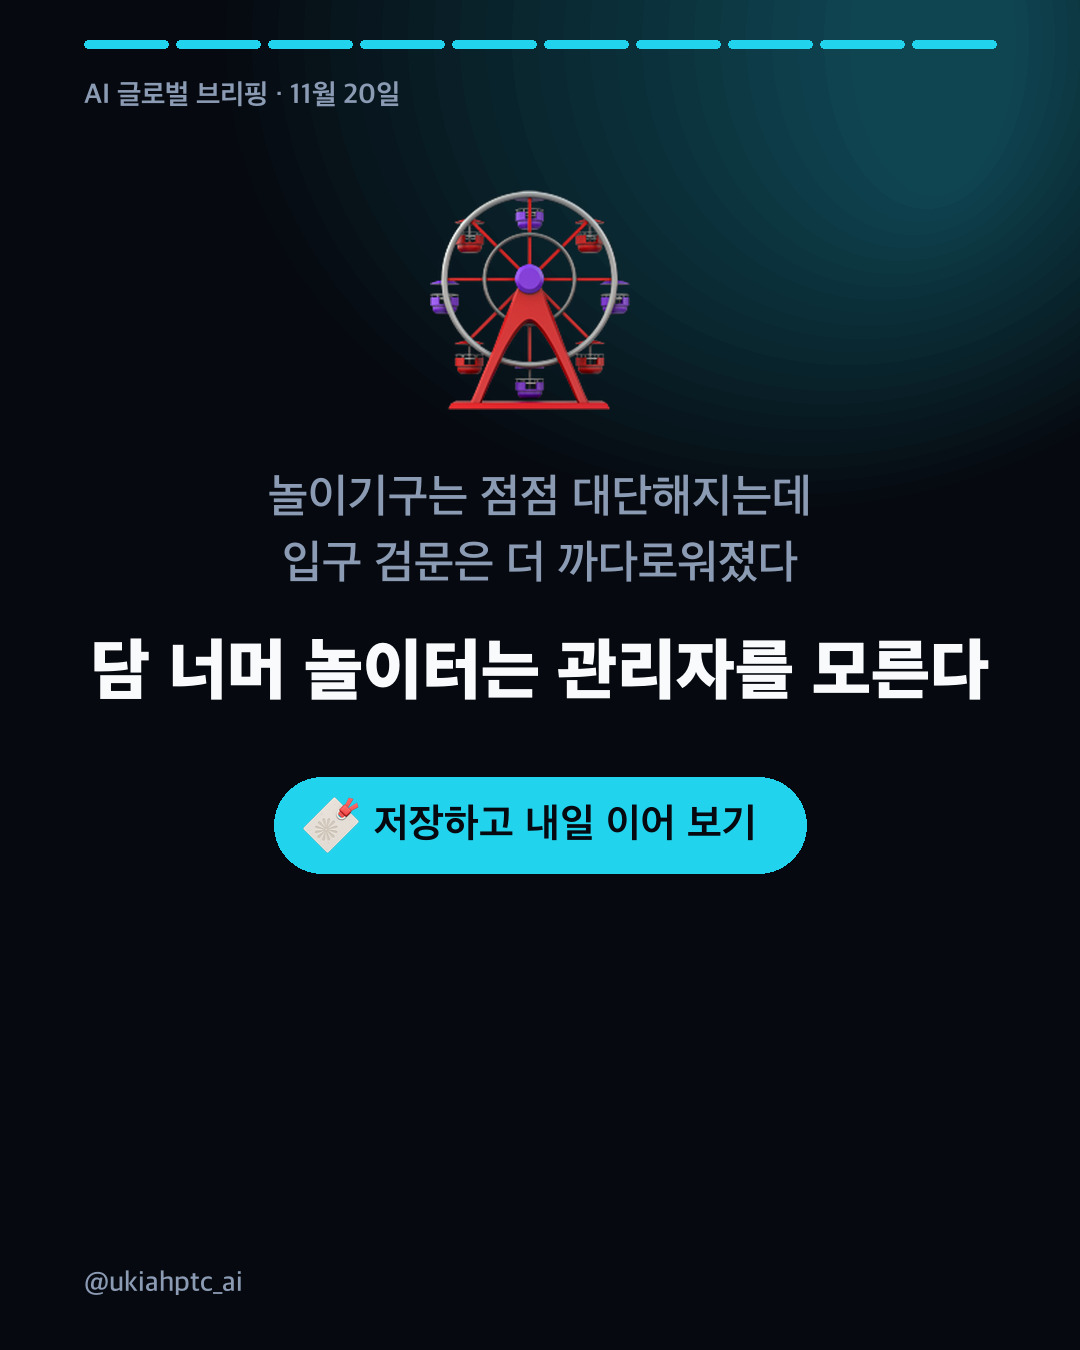 AI 글로벌 브리핑 · 11월 20일
놀이기구는 점점 대단해지는데
입구 검문은 더 까다로워졌다
담 너머 놀이터는 관리자를 모른다
저장하고 내일 이어 보기
@ukiahptc_ai